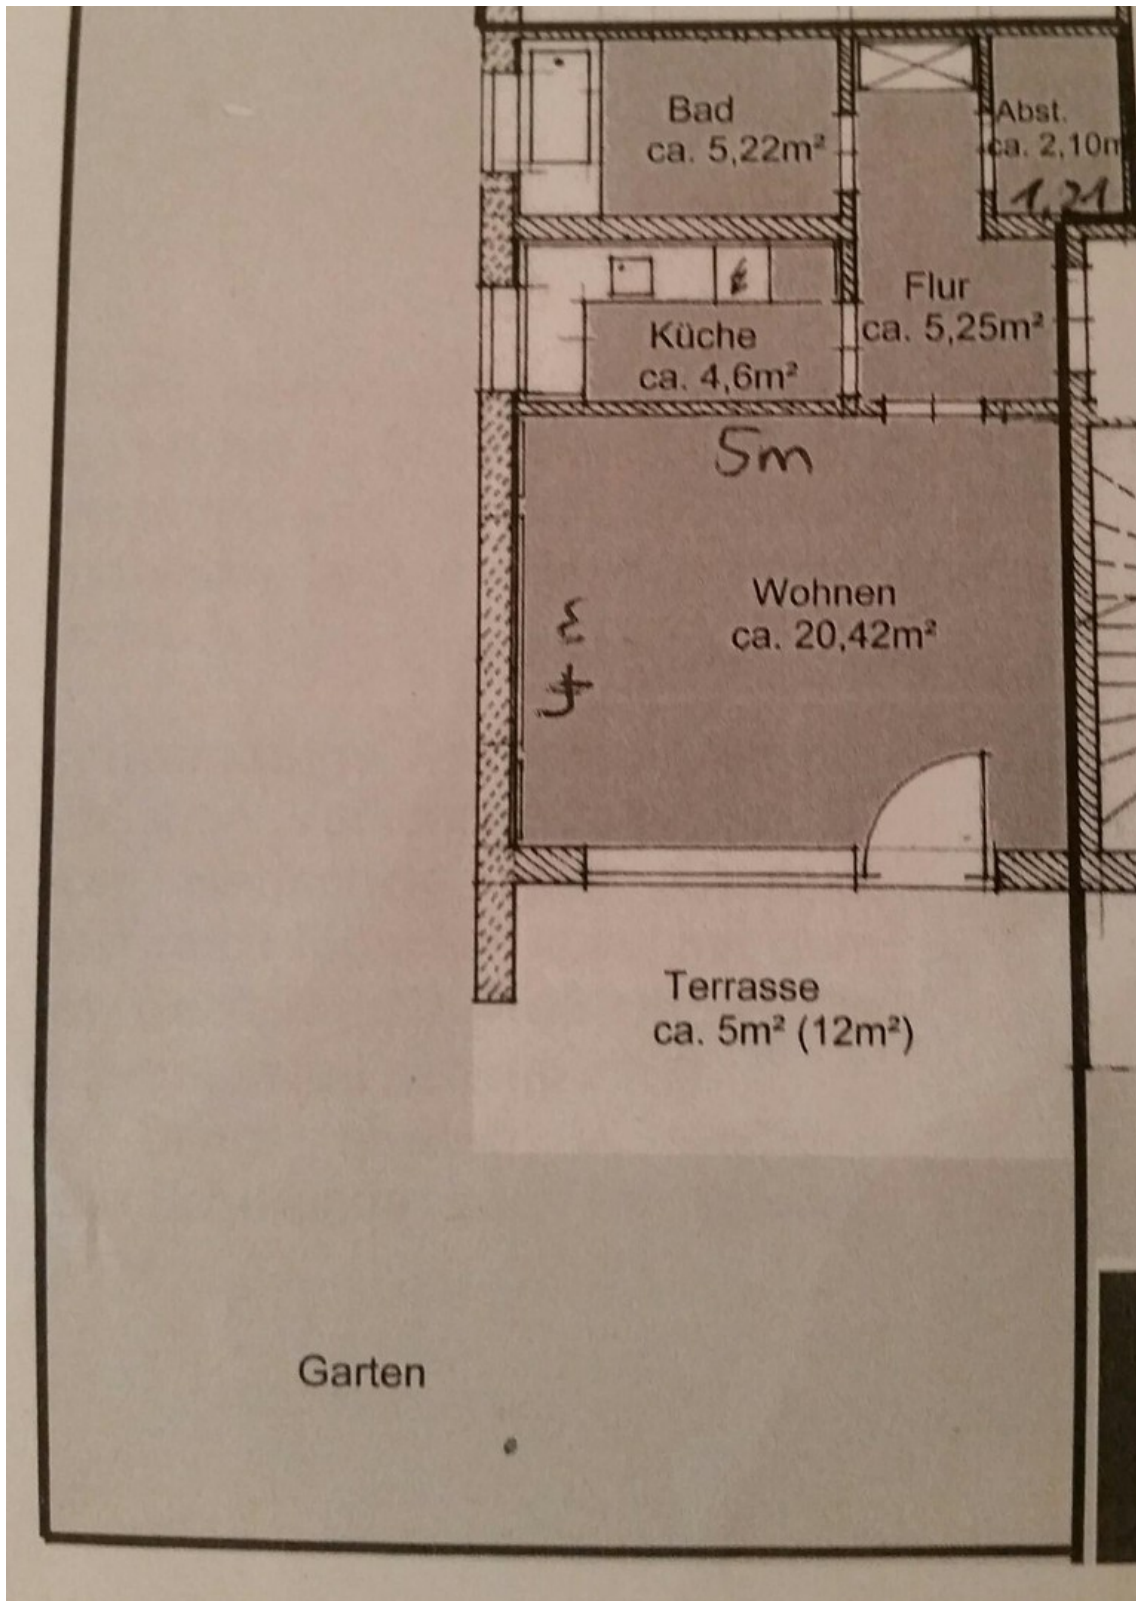 Bad
ca. 5,22m²
Abst.
ca. 2,10m
1,21
Flur
ca. 5,25m²
Küche
ca. 4,6m²
5m
Wohnen
ca. 20,42m²
4m
Terrasse
ca. 5m² (12m²)
Garten